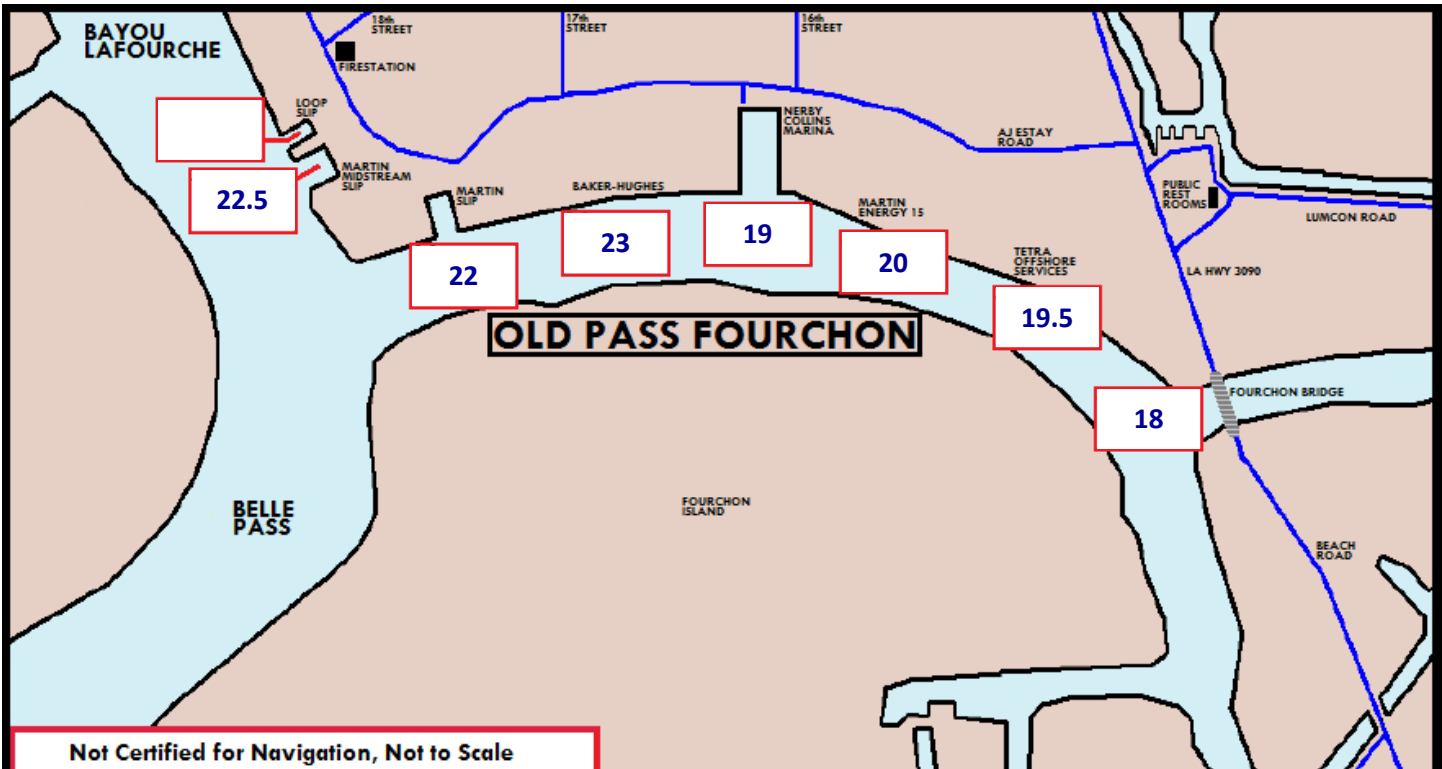 BAYOU
LAFOURCHE
18th
STREET
17th
STREET
16th
STREET
FIRESTATION
LOOP
SLIP
NERBY
COLLINS
MARINA
AJ ESTAY
ROAD
MARTIN
MIDSTREAM
SLIP
22.5
MARTIN
SLIP
BAKER-HUGHES
MARTIN
ENERGY 15
PUBLIC
REST
ROOMS
LUMCON ROAD
22
23
19
20
TETRA
OFFSHORE
SERVICES
19.5
LA HWY 3090
OLD PASS FOURCHON
18
FOURCHON BRIDGE
BELLE
PASS
FOURCHON
ISLAND
BEACH
ROAD
Not Certified for Navigation, Not to Scale